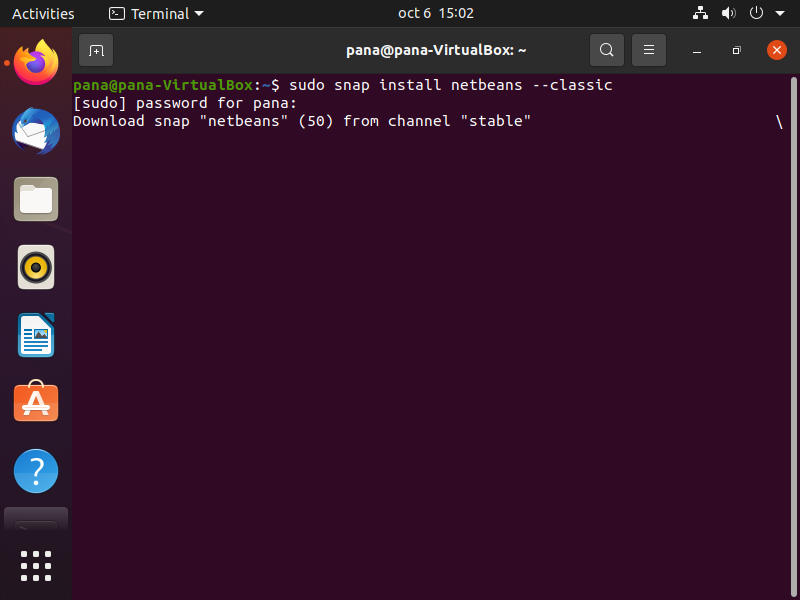 Activities Terminal oct 6 15:02
pana@pana-VirtualBox: ~
pana@pana-VirtualBox:~$ sudo snap install netbeans --classic
[sudo] password for pana:
Download snap "netbeans" (50) from channel "stable" \